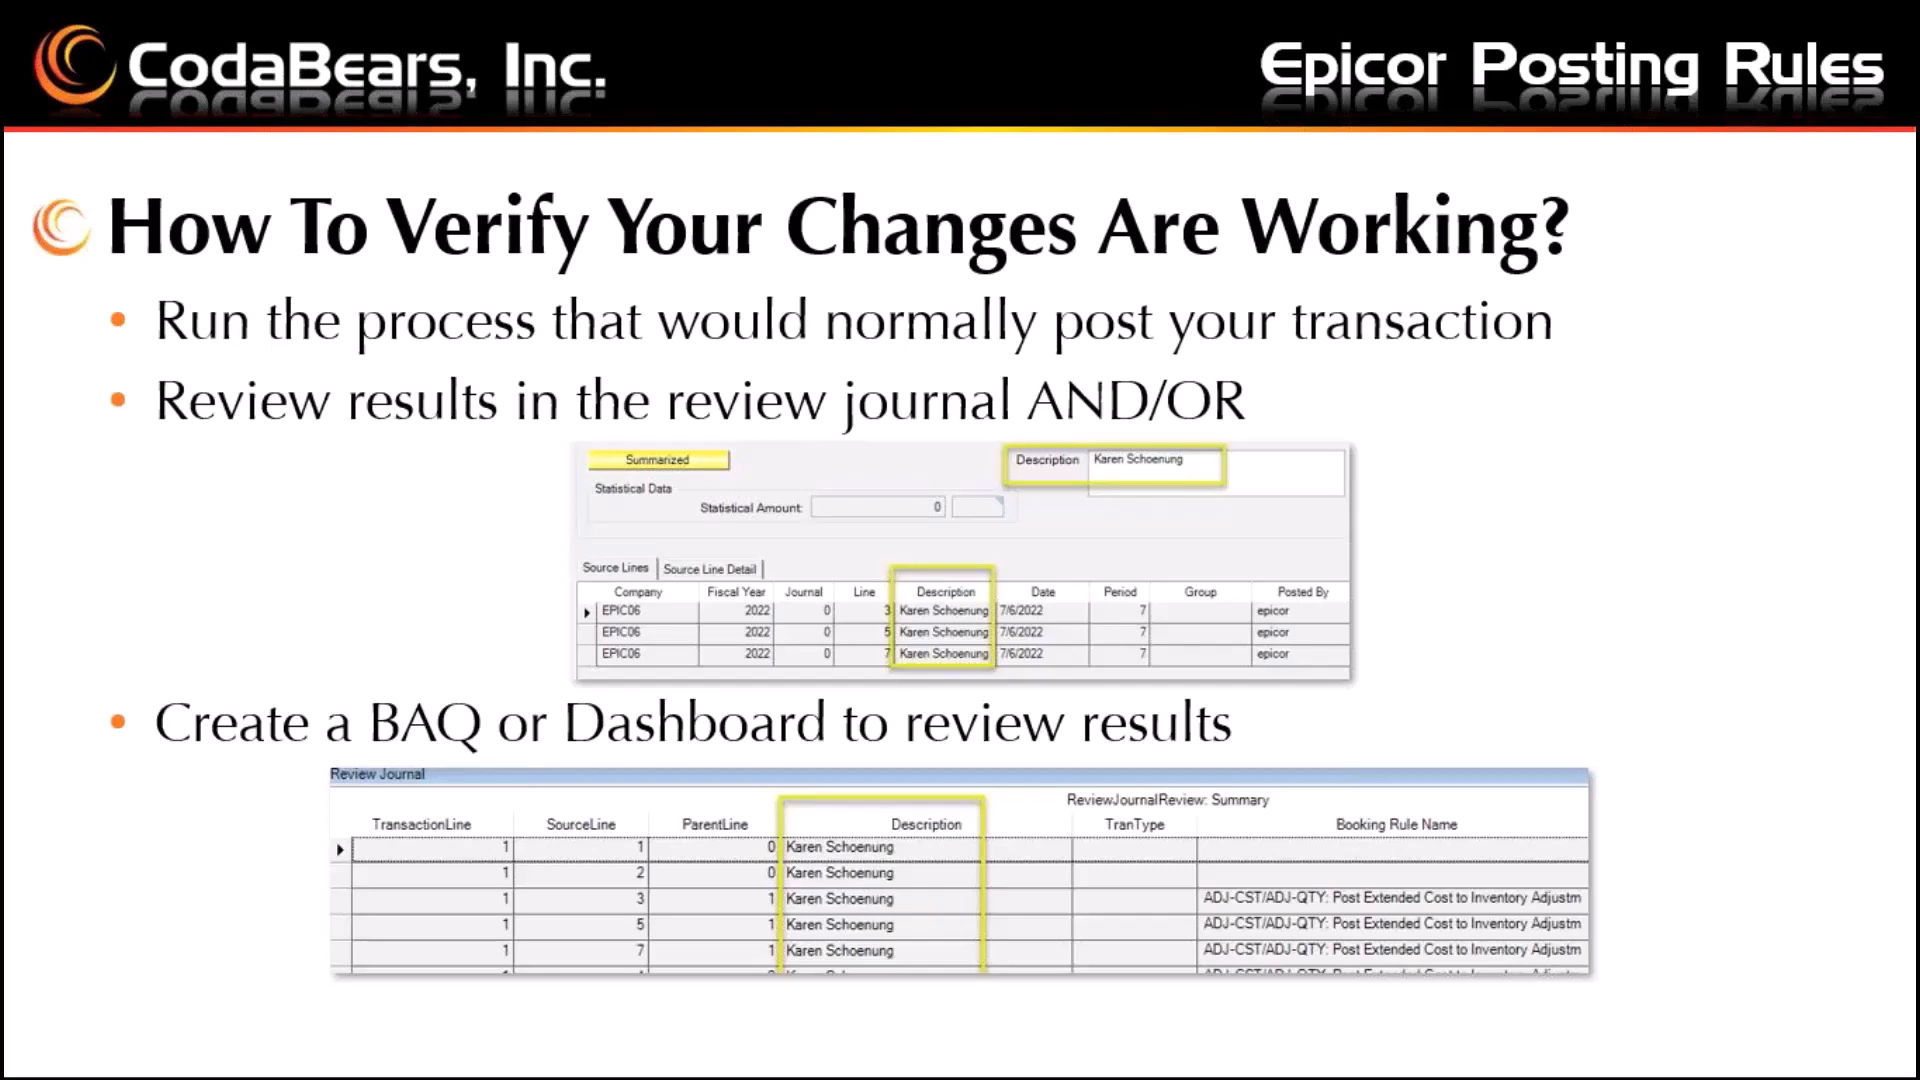 CodaBears, Inc.
Epicor Posting Rules
How To Verify Your Changes Are Working?
• Run the process that would normally post your transaction
• Review results in the review journal AND/OR
Summarized
Description Karen Schoenung
Statistical Data
Statistical Amount: 0
Source Lines Source Line Detail
Company Fiscal Year Journal Line Description Date Period Group Posted By
EPIC06 2022 0 3 Karen Schoenung 7/6/2022 7 epicor
EPIC06 2022 0 5 Karen Schoenung 7/6/2022 7 epicor
EPIC06 2022 0 7 Karen Schoenung 7/6/2022 7 epicor
• Create a BAQ or Dashboard to review results
Review Journal
ReviewJournalReview: Summary
TransactionLine SourceLine ParentLine Description TranType Booking Rule Name
1 1 0 Karen Schoenung
1 2 0 Karen Schoenung
1 3 1 Karen Schoenung ADJ-CST/ADJ-QTY: Post Extended Cost to Inventory Adjustm
1 5 1 Karen Schoenung ADJ-CST/ADJ-QTY: Post Extended Cost to Inventory Adjustm
1 7 1 Karen Schoenung ADJ-CST/ADJ-QTY: Post Extended Cost to Inventory Adjustm